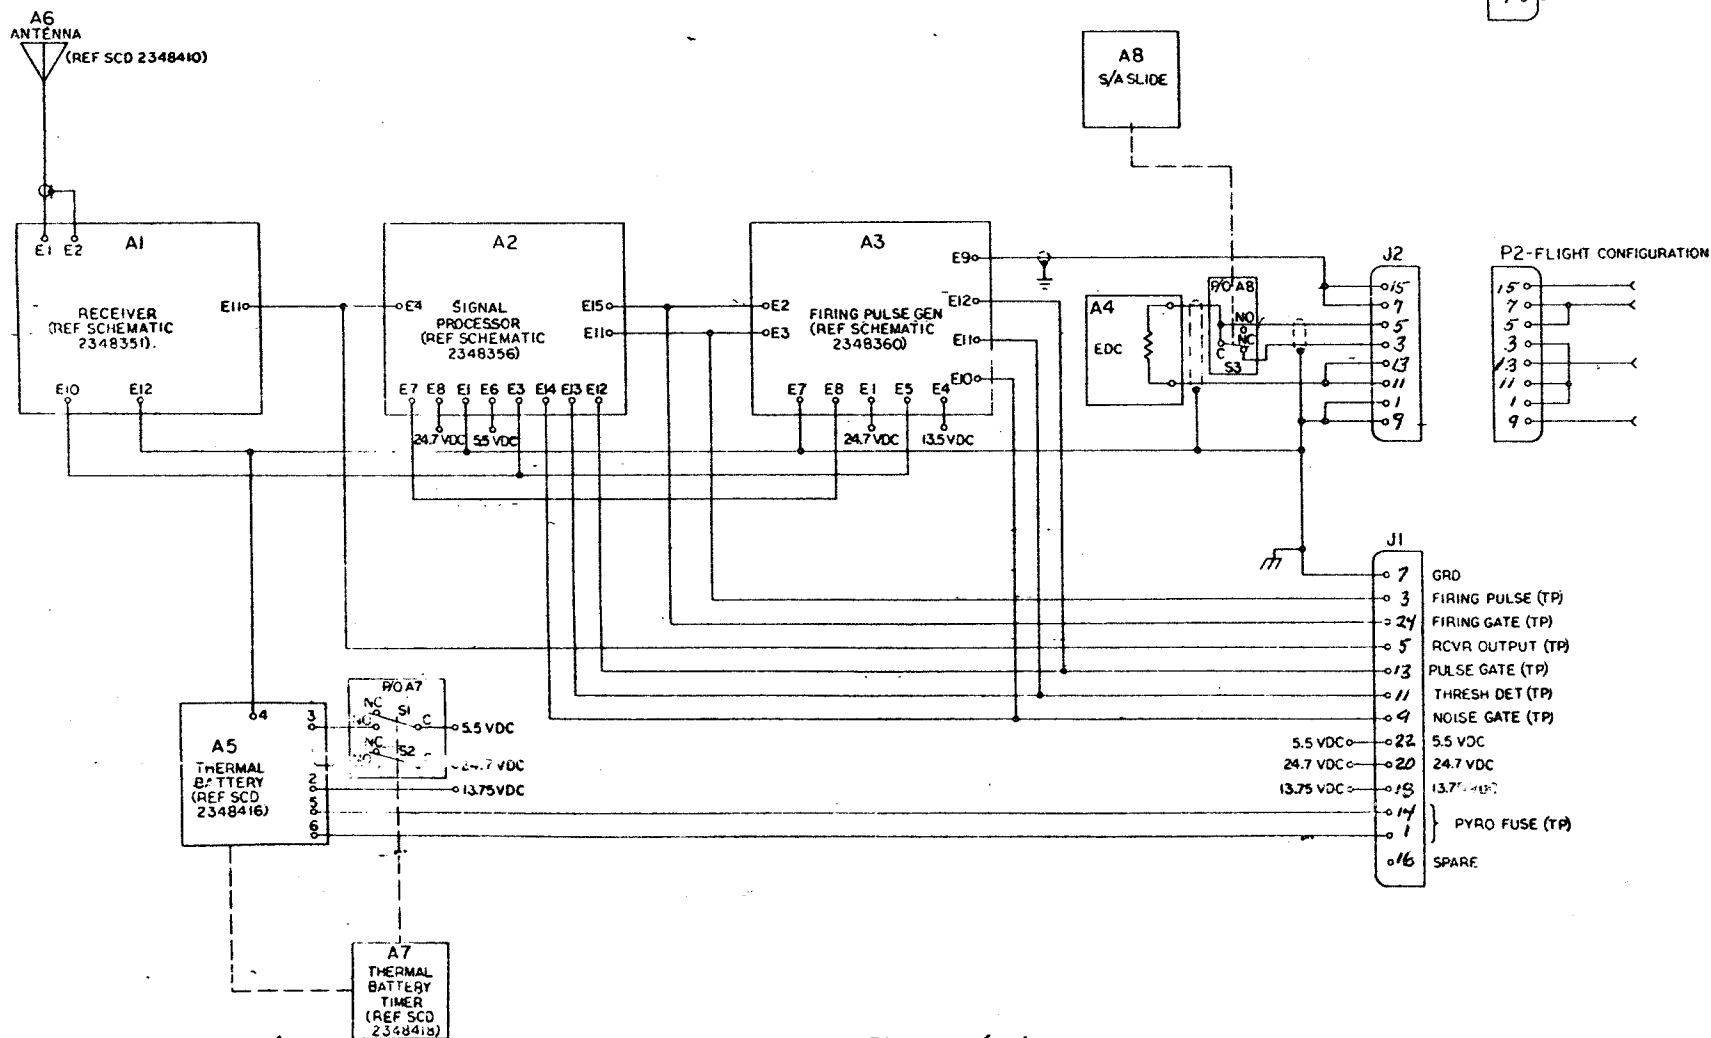 A6
ANTENNA
(REF SCD 2348410)
A8
S/A SLIDE
A1
E1 E2
RECEIVER
(REF SCHEMATIC
2348351).
E11
E10 E12
A2
E4
SIGNAL
PROCESSOR
(REF SCHEMATIC
2348356)
E15
E11
E7 E8 E1 E6 E3 E14 E13 E12
24.7 VDC 5.5 VDC
A3
E2
E3
FIRING PULSE GEN
(REF SCHEMATIC
2348360)
E9
E12
E11
E10
E7 E8 E1 E5 E4
24.7 VDC 13.5 VDC
A4
EDC
P/O A8
NO
NC
C
S3
J2
15
7
5
3
13
11
1
9
P2-FLIGHT CONFIGURATION
15
7
5
3
13
11
1
9
J1
7 GRD
3 FIRING PULSE (TP)
24 FIRING GATE (TP)
5 RCVR OUTPUT (TP)
13 PULSE GATE (TP)
11 THRESH DET (TP)
9 NOISE GATE (TP)
5.5 VDC 22 5.5 VDC
24.7 VDC 20 24.7 VDC
13.75 VDC 18
14
1
PYRO FUSE (TP)
16 SPARE
A5
THERMAL
BATTERY
(REF SCD
2348416)
4
3
2
5
6
P/O A7
NC
S1
NO
C
NC
S2
NO
5.5 VDC
24.7 VDC
13.75 VDC
A7
THERMAL
BATTERY
TIMER
(REF SCD
2348418)